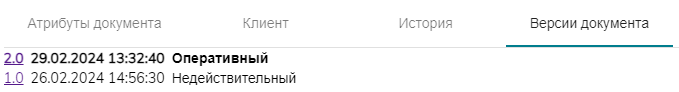 Атрибуты документа Клиент История Версии документа
2.0 29.02.2024 13:32:40 Оперативный
1.0 26.02.2024 14:56:30 Недействительный